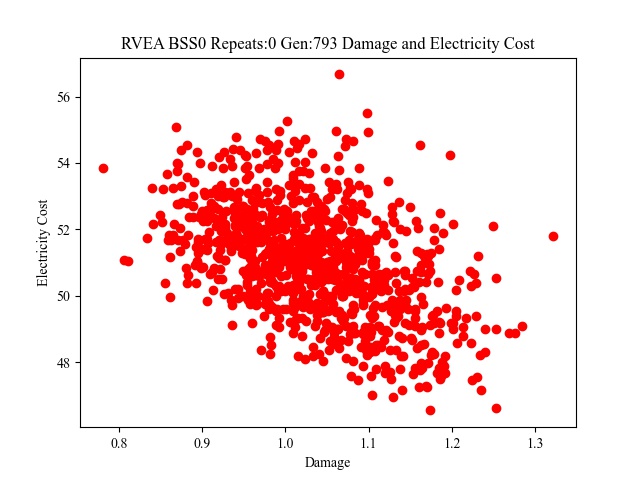 RVEA BSS0 Repeats:0 Gen:793 Damage and Electricity Cost
56
54
52
50
48
Electricity Cost
0.8 0.9 1.0 1.1 1.2 1.3
Damage